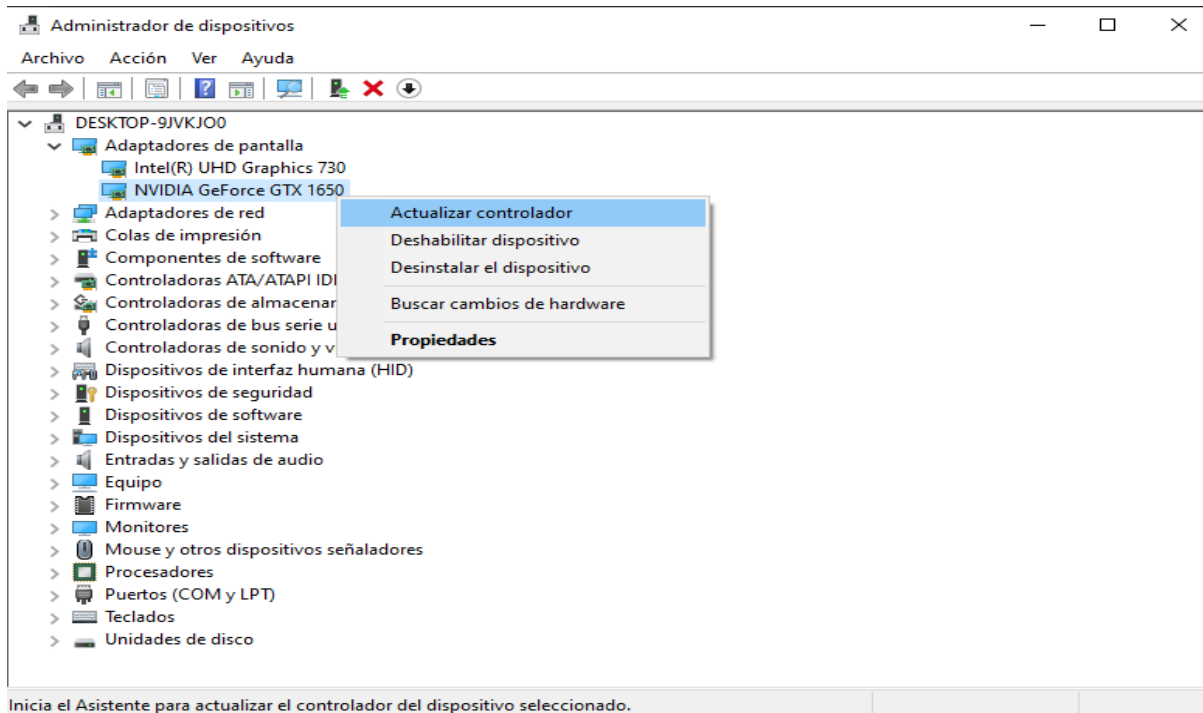 Administrador de dispositivos
Archivo Acción Ver Ayuda
DESKTOP-9JVKJO0
Adaptadores de pantalla
Intel(R) UHD Graphics 730
NVIDIA GeForce GTX 1650
Adaptadores de red
Colas de impresión
Componentes de software
Controladoras ATA/ATAPI IDE
Controladoras de almacenar
Controladoras de bus serie u
Controladoras de sonido y v
Actualizar controlador
Deshabilitar dispositivo
Desinstalar el dispositivo
Buscar cambios de hardware
Propiedades
Dispositivos de interfaz humana (HID)
Dispositivos de seguridad
Dispositivos de software
Dispositivos del sistema
Entradas y salidas de audio
Equipo
Firmware
Monitores
Mouse y otros dispositivos señaladores
Procesadores
Puertos (COM y LPT)
Teclados
Unidades de disco
Inicia el Asistente para actualizar el controlador del dispositivo seleccionado.